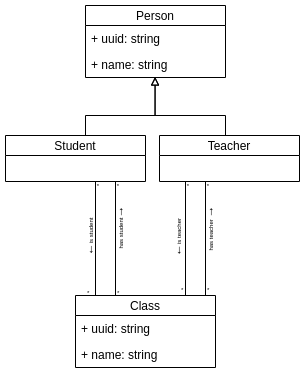 Person
+ uuid: string
+ name: string
Student
Teacher
* * * *
⟵ is student
has student ⟶
⟵ is teacher
has teacher ⟶
* * * *
Class
+ uuid: string
+ name: string